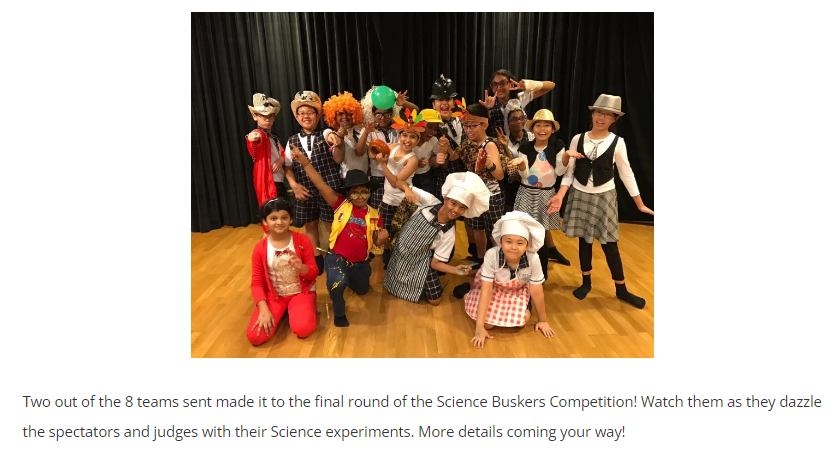 Two out of the 8 teams sent made it to the final round of the Science Buskers Competition! Watch them as they dazzle
the spectators and judges with their Science experiments. More details coming your way!